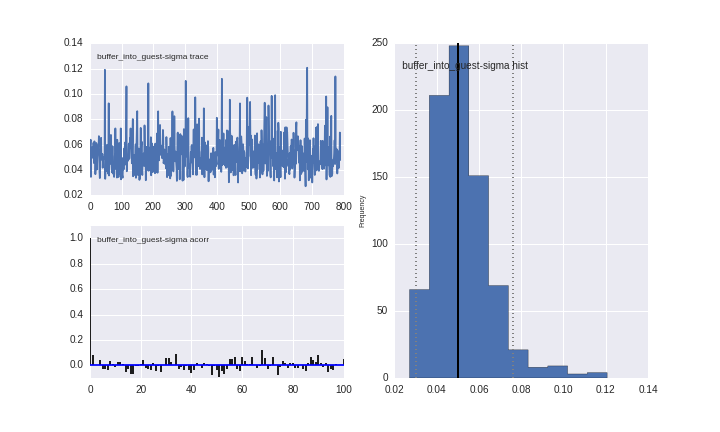 buffer_into_guest-sigma trace
0.14
0.12
0.10
0.08
0.06
0.04
0.02
0 100 200 300 400 500 600 700 800
buffer_into_guest-sigma acorr
1.0
0.8
0.6
0.4
0.2
0.0
0 20 40 60 80 100
buffer_into_guest-sigma hist
Frequency
250
200
150
100
50
0
0.02 0.04 0.06 0.08 0.10 0.12 0.14